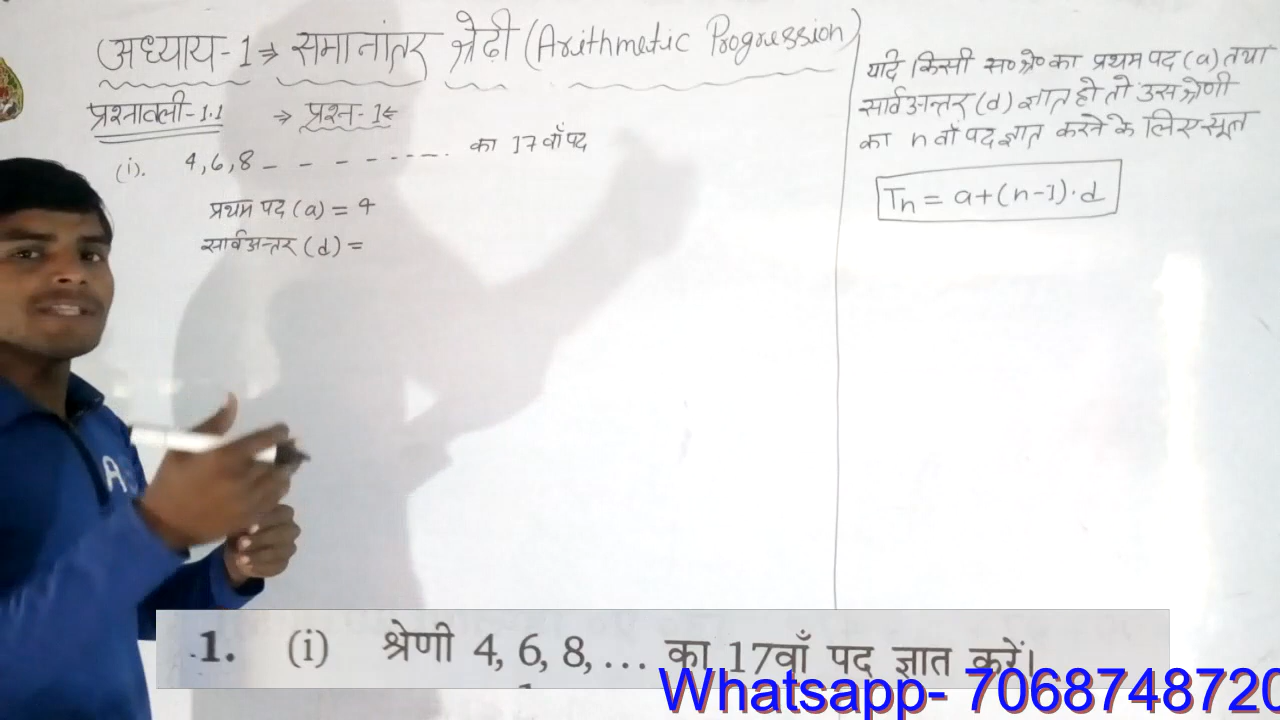 अध्याय-1→ समानांतर श्रेढ़ी (Arithmetic Progression)
प्रश्नावली-1.1 → प्रश्न-1←
(i). 4, 6, 8 _ - - - - - - - - . का 17 वाँ पद
प्रथम पद (a) = 4
सार्वअन्तर (d) =
यदि किसी स०श्रे० का प्रथम पद (a) तथा
सार्वअन्तर (d) ज्ञात हो तो उस श्रेणी
का n वाँ पद ज्ञात करने के लिए सूत्र
Tn = a+(n-1)·d
1. (i) श्रेणी 4, 6, 8, ... का 17वाँ पद ज्ञात करें।
Whatsapp- 7068748720